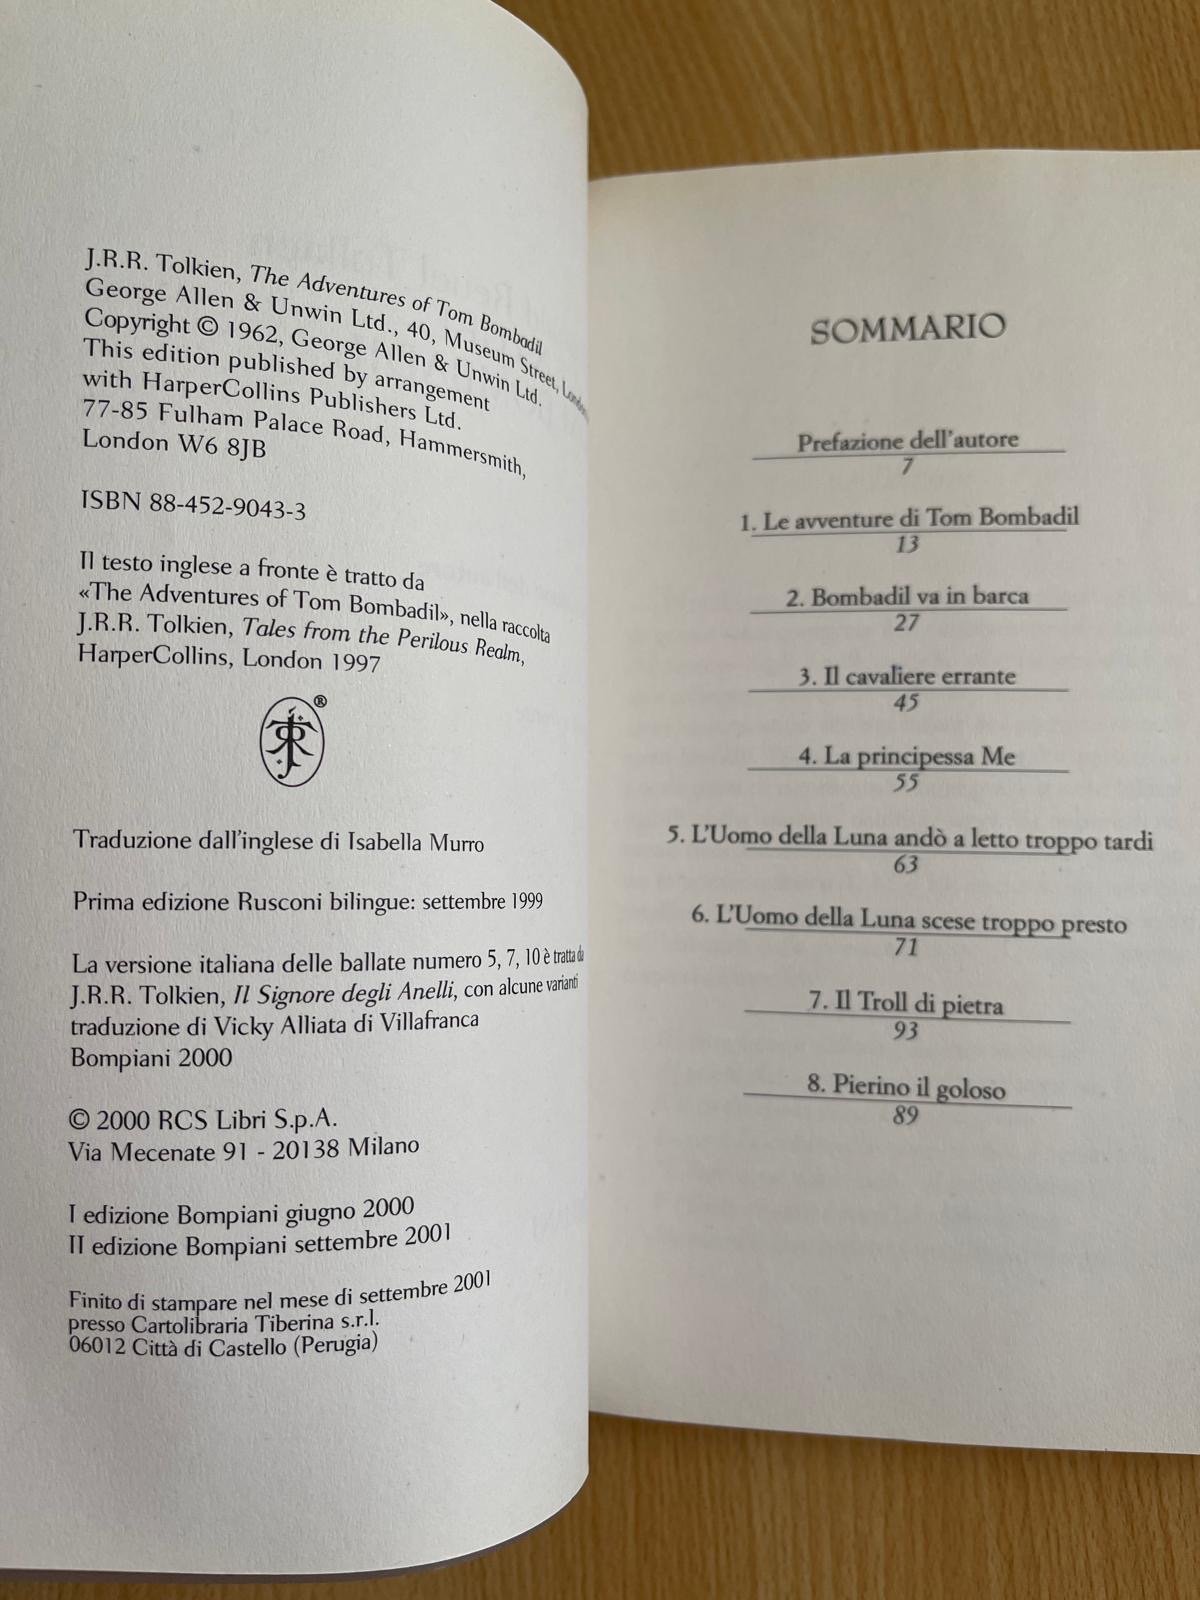 J.R.R. Tolkien, The Adventures of Tom Bombadil
George Allen & Unwin Ltd., 40, Museum Street, London
Copyright © 1962, George Allen & Unwin Ltd.
This edition published by arrangement
with HarperCollins Publishers Ltd.
77-85 Fulham Palace Road, Hammersmith,
London W6 8JB
ISBN 88-452-9043-3
Il testo inglese a fronte è tratto da
«The Adventures of Tom Bombadil», nella raccolta
J.R.R. Tolkien, Tales from the Perilous Realm,
HarperCollins, London 1997
®
Traduzione dall'inglese di Isabella Murro
Prima edizione Rusconi bilingue: settembre 1999
La versione italiana delle ballate numero 5, 7, 10 è tratta da
J.R.R. Tolkien, Il Signore degli Anelli, con alcune varianti
traduzione di Vicky Alliata di Villafranca
Bompiani 2000
© 2000 RCS Libri S.p.A.
Via Mecenate 91 - 20138 Milano
I edizione Bompiani giugno 2000
II edizione Bompiani settembre 2001
Finito di stampare nel mese di settembre 2001
presso Cartolibraria Tiberina s.r.l.
06012 Città di Castello (Perugia)
SOMMARIO
Prefazione dell'autore
7
1. Le avventure di Tom Bombadil
13
2. Bombadil va in barca
27
3. Il cavaliere errante
45
4. La principessa Me
55
5. L'Uomo della Luna andò a letto troppo tardi
63
6. L'Uomo della Luna scese troppo presto
71
7. Il Troll di pietra
93
8. Pierino il goloso
89